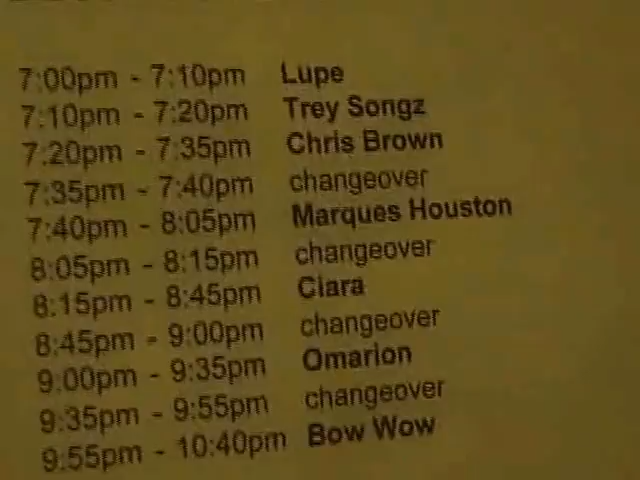 7:00pm - 7:10pm Lupe
7:10pm - 7:20pm Trey Songz
7:20pm - 7:35pm Chris Brown
7:35pm - 7:40pm changeover
7:40pm - 8:05pm Marques Houston
8:05pm - 8:15pm changeover
8:15pm - 8:45pm Ciara
8:45pm - 9:00pm changeover
9:00pm - 9:35pm Omarion
9:35pm - 9:55pm changeover
9:55pm - 10:40pm Bow Wow